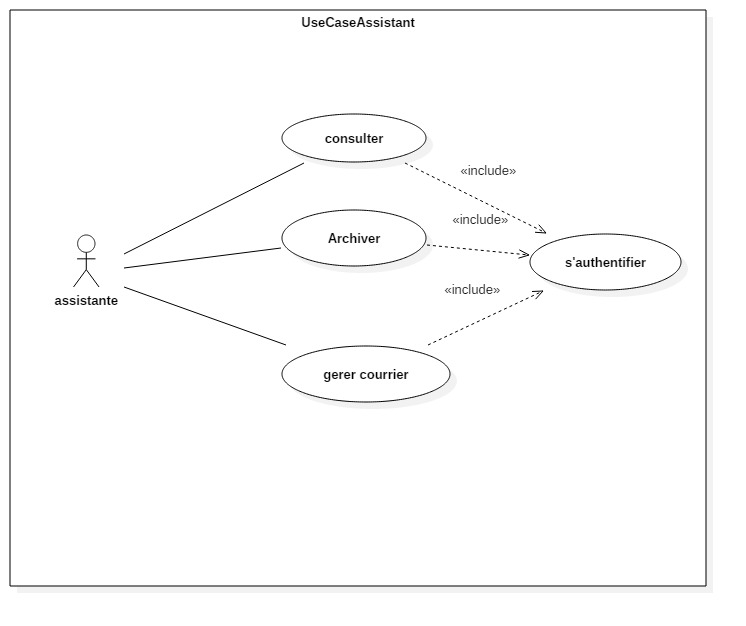 UseCaseAssistant
consulter
«include»
«include»
Archiver
s'authentifier
«include»
assistante
gerer courrier